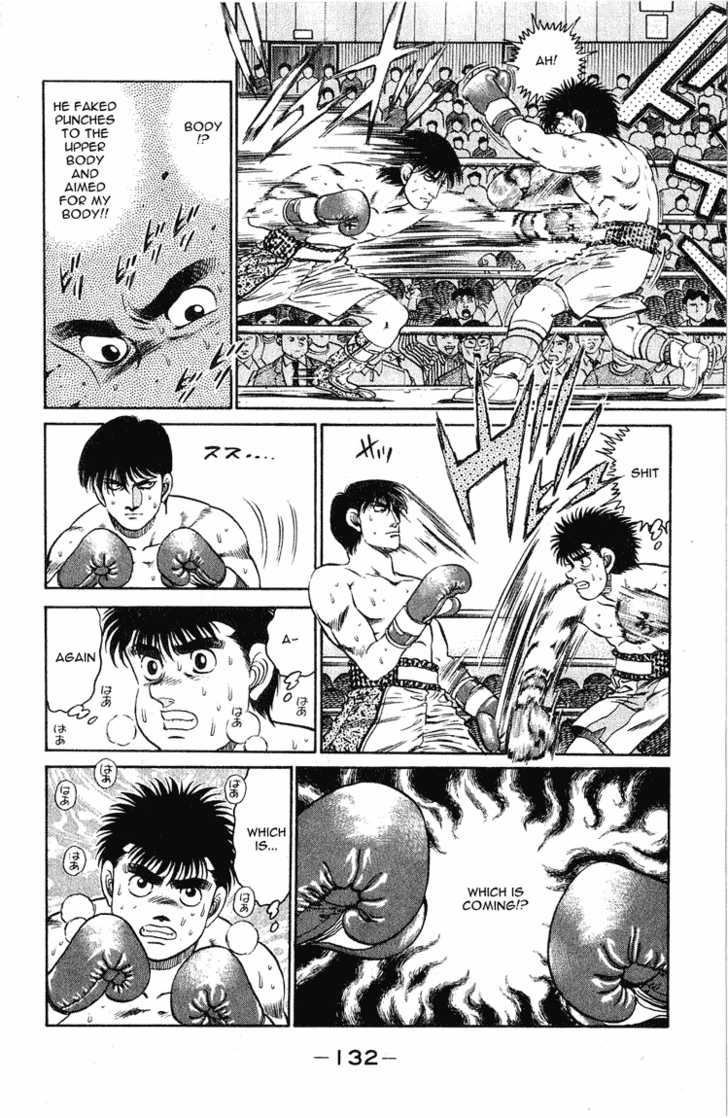 AH!
BODY
!?
HE FAKED
PUNCHES
TO THE
UPPER
BODY
AND
AIMED
FOR MY
BODY!!
SHIT
スス‥‥
A-
AGAIN
はあ
はあ
はあ
はあ
はあ
はあ
はあ
はあ
はあ
WHICH
IS...
WHICH IS
COMING!?
-132-